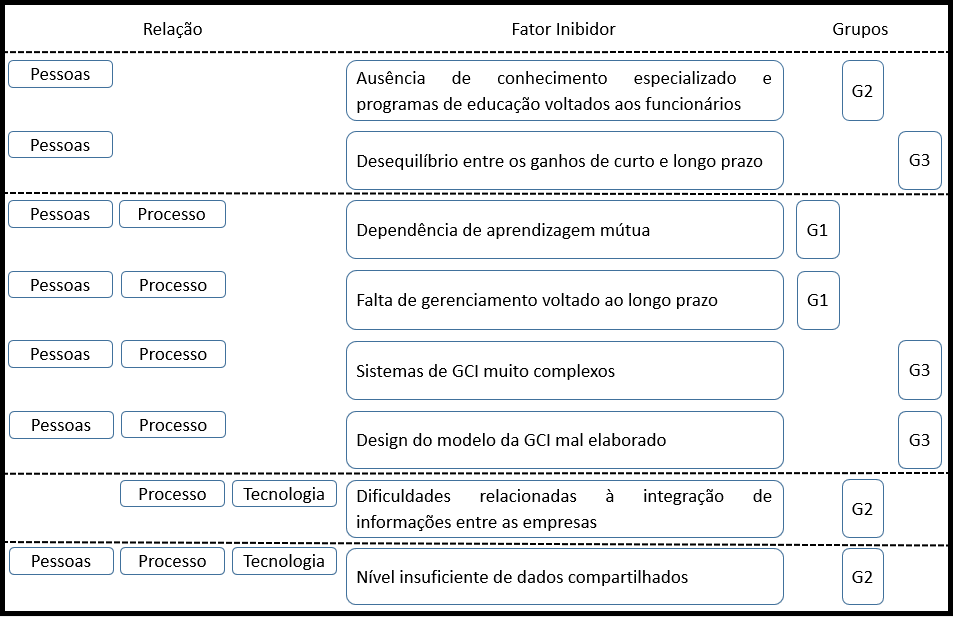 Relação Fator Inibidor Grupos
Pessoas
Ausência de conhecimento especializado e
programas de educação voltados aos funcionários
G2
Pessoas
Desequilíbrio entre os ganhos de curto e longo prazo
G3
Pessoas Processo
Dependência de aprendizagem mútua
G1
Pessoas Processo
Falta de gerenciamento voltado ao longo prazo
G1
Pessoas Processo
Sistemas de GCI muito complexos
G3
Pessoas Processo
Design do modelo da GCI mal elaborado
G3
Processo Tecnologia
Dificuldades relacionadas à integração de
informações entre as empresas
G2
Pessoas Processo Tecnologia
Nível insuficiente de dados compartilhados
G2